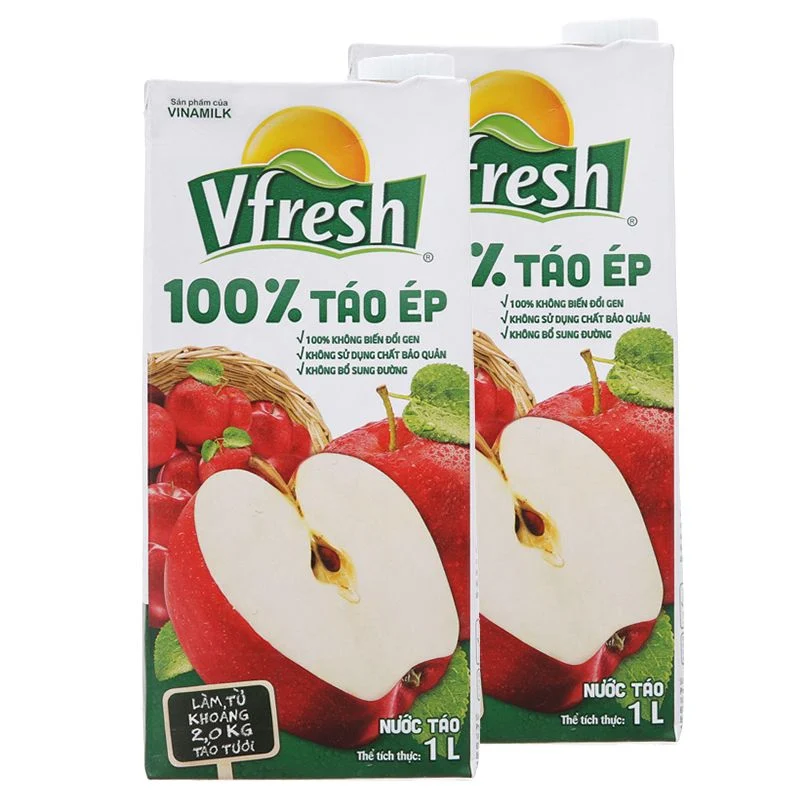 Sản phẩm của
VINAMILK
Vfresh
®
100% TÁO ÉP
√ 100% KHÔNG BIẾN ĐỔI GEN
√ KHÔNG SỬ DỤNG CHẤT BẢO QUẢN
√ KHÔNG BỔ SUNG ĐƯỜNG
LÀM TỪ
KHOẢNG
2,0 KG
TÁO TƯƠI
NƯỚC TÁO
Thể tích thực: 1 L
fresh
®
% TÁO ÉP
√ 100% KHÔNG BIẾN ĐỔI GEN
√ KHÔNG SỬ DỤNG CHẤT BẢO QUẢN
√ KHÔNG BỔ SUNG ĐƯỜNG
NƯỚC TÁO
Thể tích thực: 1 L